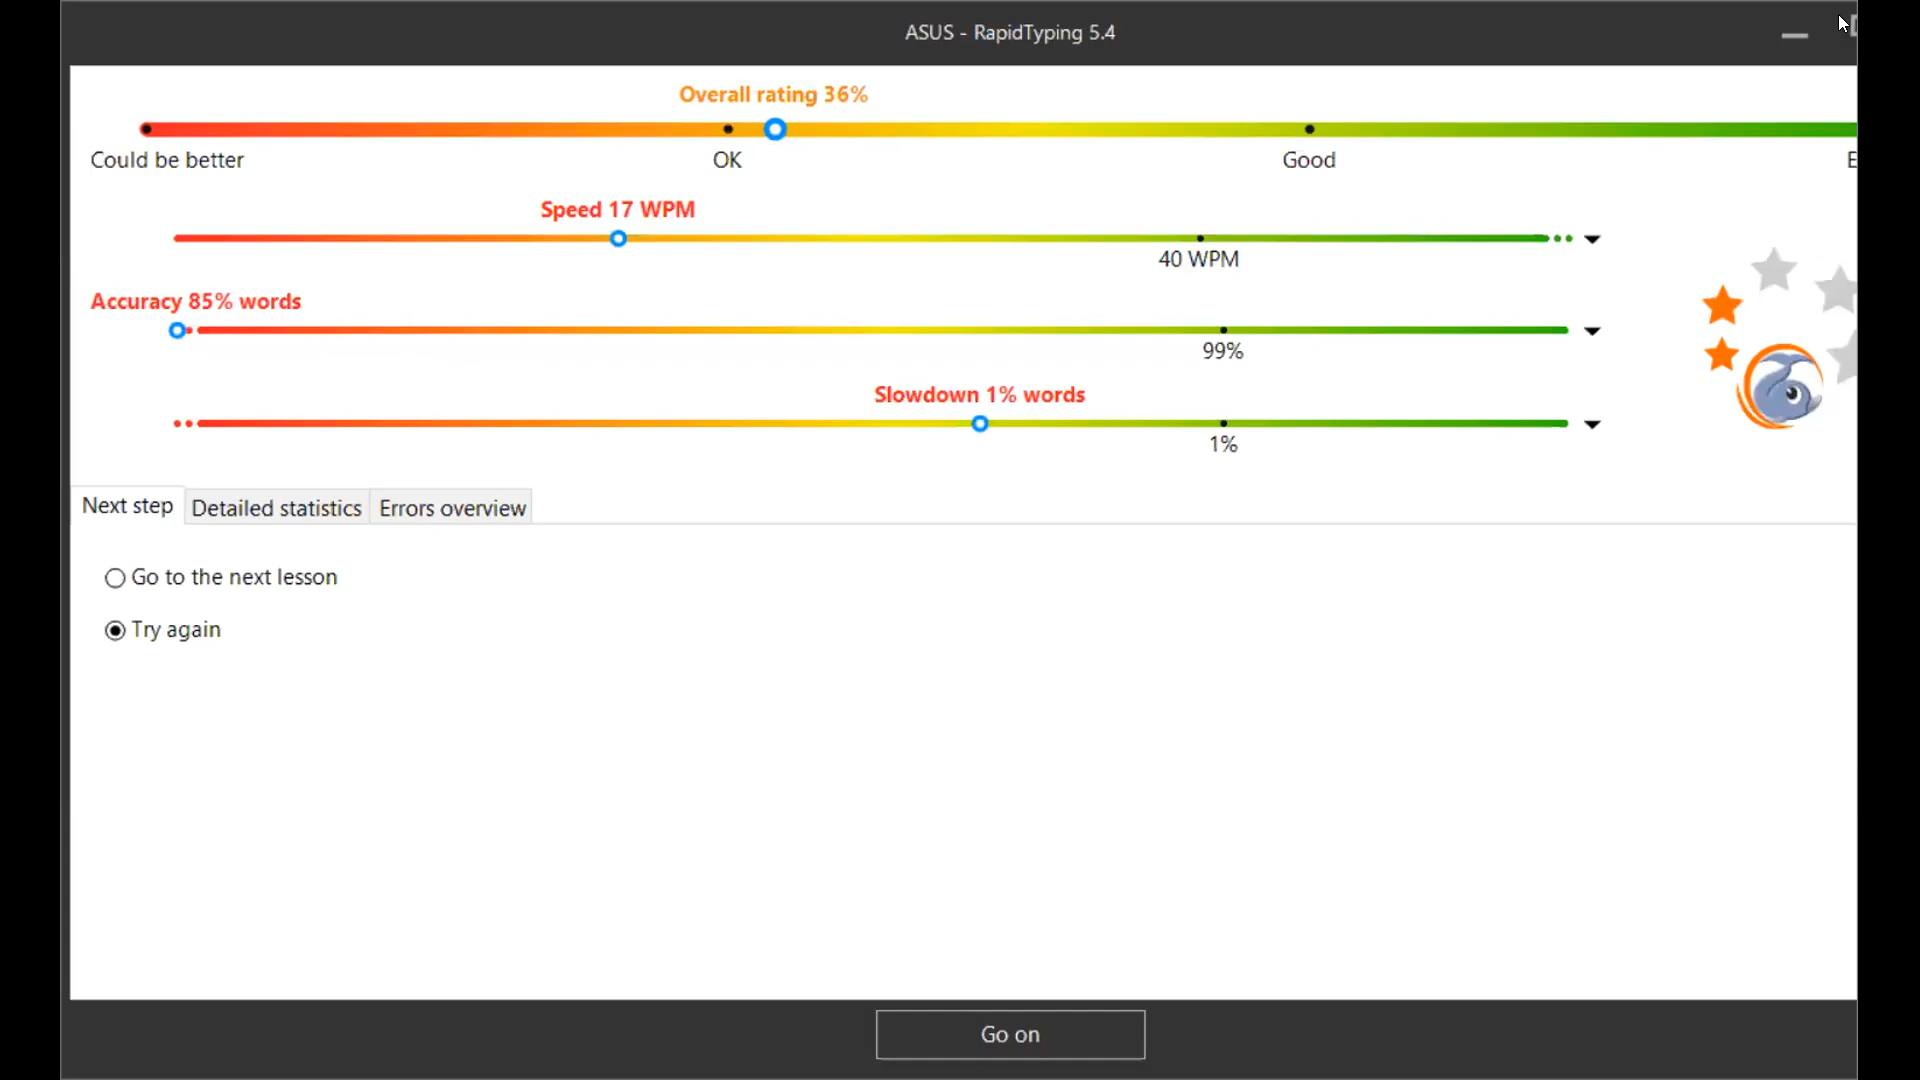 ASUS - RapidTyping 5.4
Overall rating 36%
Could be better OK Good
Speed 17 WPM
40 WPM
Accuracy 85% words
99%
Slowdown 1% words
1%
Next step Detailed statistics Errors overview
Go to the next lesson
Try again
Go on